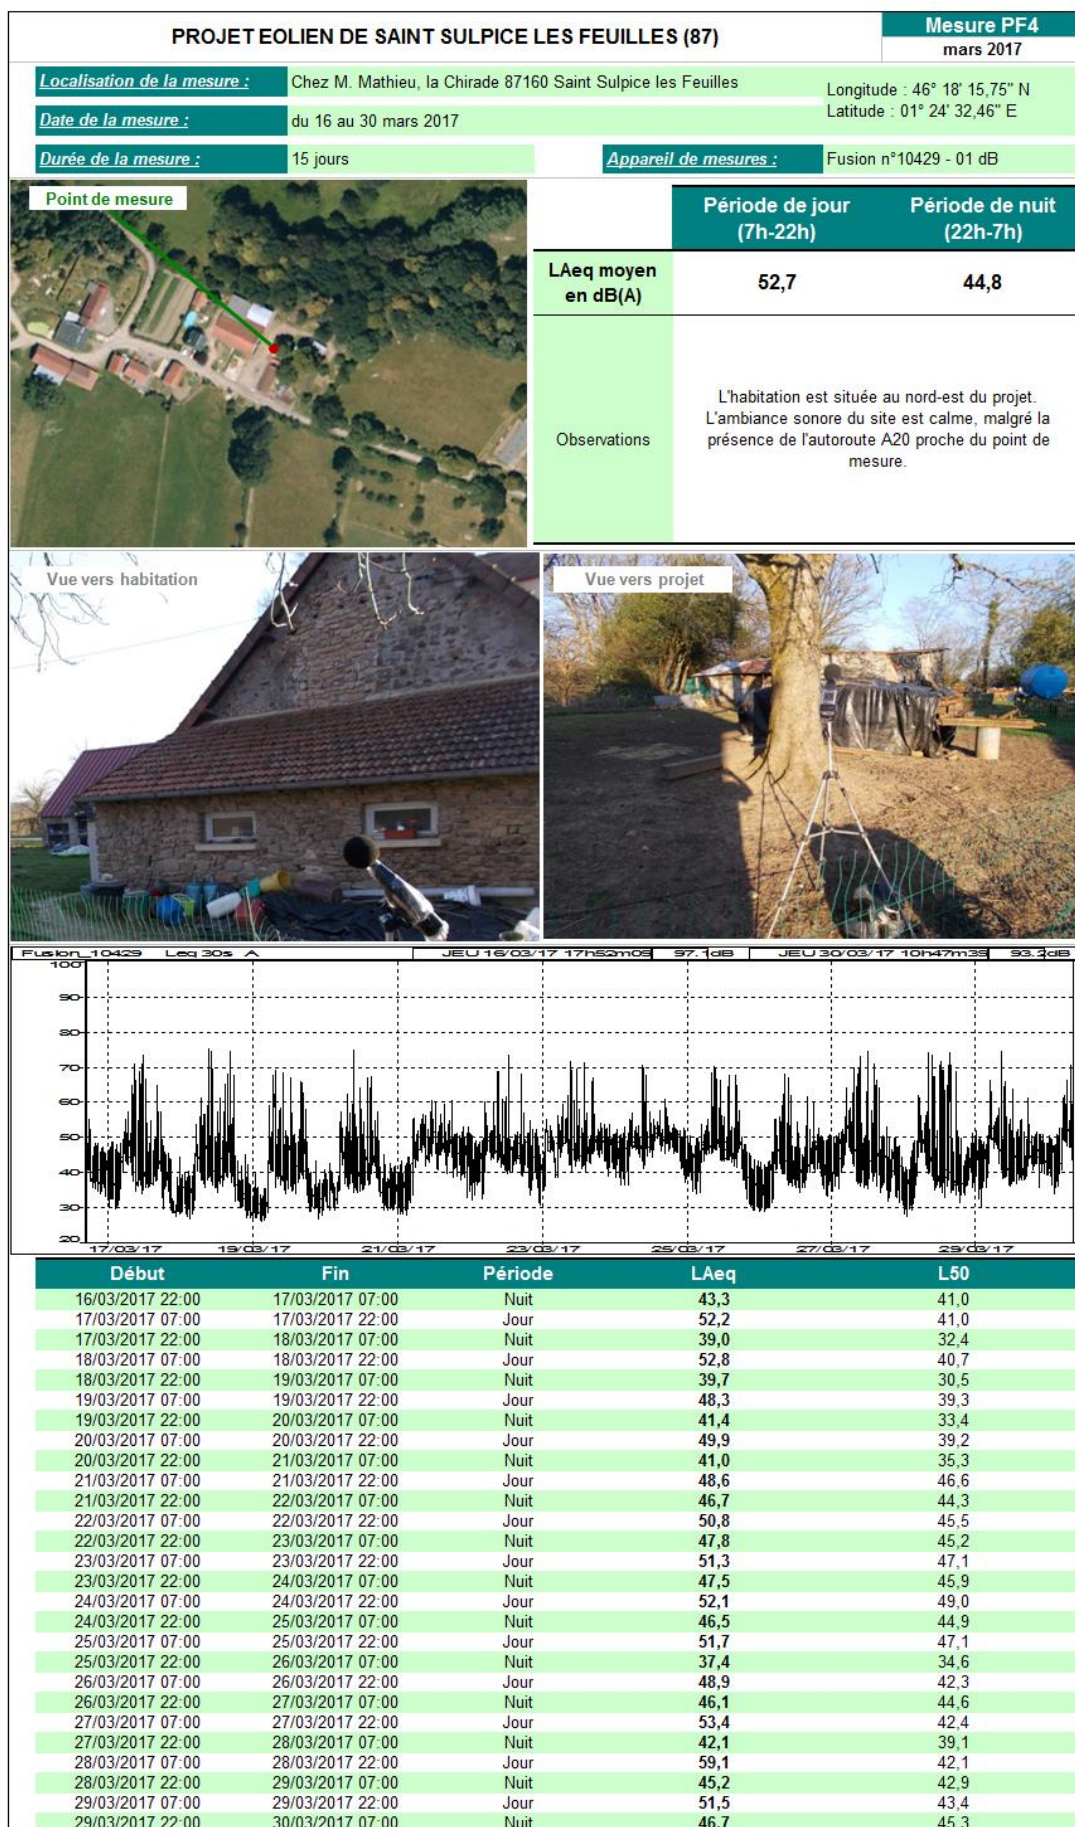 PROJET EOLIEN DE SAINT SULPICE LES FEUILLES (87)
Mesure PF4
mars 2017
Localisation de la mesure :
Chez M. Mathieu, la Chirade 87160 Saint Sulpice les Feuilles
Longitude : 46° 18' 15,75" N
Latitude : 01° 24' 32,46" E
Date de la mesure :
du 16 au 30 mars 2017
Durée de la mesure :
15 jours
Appareil de mesures :
Fusion n°10429 - 01 dB
Point de mesure
Période de jour
(7h-22h)
Période de nuit
(22h-7h)
LAeq moyen
en dB(A)
52,7
44,8
Observations
L'habitation est située au nord-est du projet.
L'ambiance sonore du site est calme, malgré la
présence de l'autoroute A20 proche du point de
mesure.
Vue vers habitation
Vue vers projet
Fusion_10429 Leq 30s A JEU 16/03/17 17h52m09 97.1dB JEU 30/03/17 10h47m39 93.2dB
100
90
80
70
60
50
40
30
20
17/03/17 19/03/17 21/03/17 23/03/17 25/03/17 27/03/17 29/03/17
Début Fin Période LAeq L50
16/03/2017 22:00 17/03/2017 07:00 Nuit 43,3 41,0
17/03/2017 07:00 17/03/2017 22:00 Jour 52,2 41,0
17/03/2017 22:00 18/03/2017 07:00 Nuit 39,0 32,4
18/03/2017 07:00 18/03/2017 22:00 Jour 52,8 40,7
18/03/2017 22:00 19/03/2017 07:00 Nuit 39,7 30,5
19/03/2017 07:00 19/03/2017 22:00 Jour 48,3 39,3
19/03/2017 22:00 20/03/2017 07:00 Nuit 41,4 33,4
20/03/2017 07:00 20/03/2017 22:00 Jour 49,9 39,2
20/03/2017 22:00 21/03/2017 07:00 Nuit 41,0 35,3
21/03/2017 07:00 21/03/2017 22:00 Jour 48,6 46,6
21/03/2017 22:00 22/03/2017 07:00 Nuit 46,7 44,3
22/03/2017 07:00 22/03/2017 22:00 Jour 50,8 45,5
22/03/2017 22:00 23/03/2017 07:00 Nuit 47,8 45,2
23/03/2017 07:00 23/03/2017 22:00 Jour 51,3 47,1
23/03/2017 22:00 24/03/2017 07:00 Nuit 47,5 45,9
24/03/2017 07:00 24/03/2017 22:00 Jour 52,1 49,0
24/03/2017 22:00 25/03/2017 07:00 Nuit 46,5 44,9
25/03/2017 07:00 25/03/2017 22:00 Jour 51,7 47,1
25/03/2017 22:00 26/03/2017 07:00 Nuit 37,4 34,6
26/03/2017 07:00 26/03/2017 22:00 Jour 48,9 42,3
26/03/2017 22:00 27/03/2017 07:00 Nuit 46,1 44,6
27/03/2017 07:00 27/03/2017 22:00 Jour 53,4 42,4
27/03/2017 22:00 28/03/2017 07:00 Nuit 42,1 39,1
28/03/2017 07:00 28/03/2017 22:00 Jour 59,1 42,1
28/03/2017 22:00 29/03/2017 07:00 Nuit 45,2 42,9
29/03/2017 07:00 29/03/2017 22:00 Jour 51,5 43,4
29/03/2017 22:00 30/03/2017 07:00 Nuit 46,7 45,3